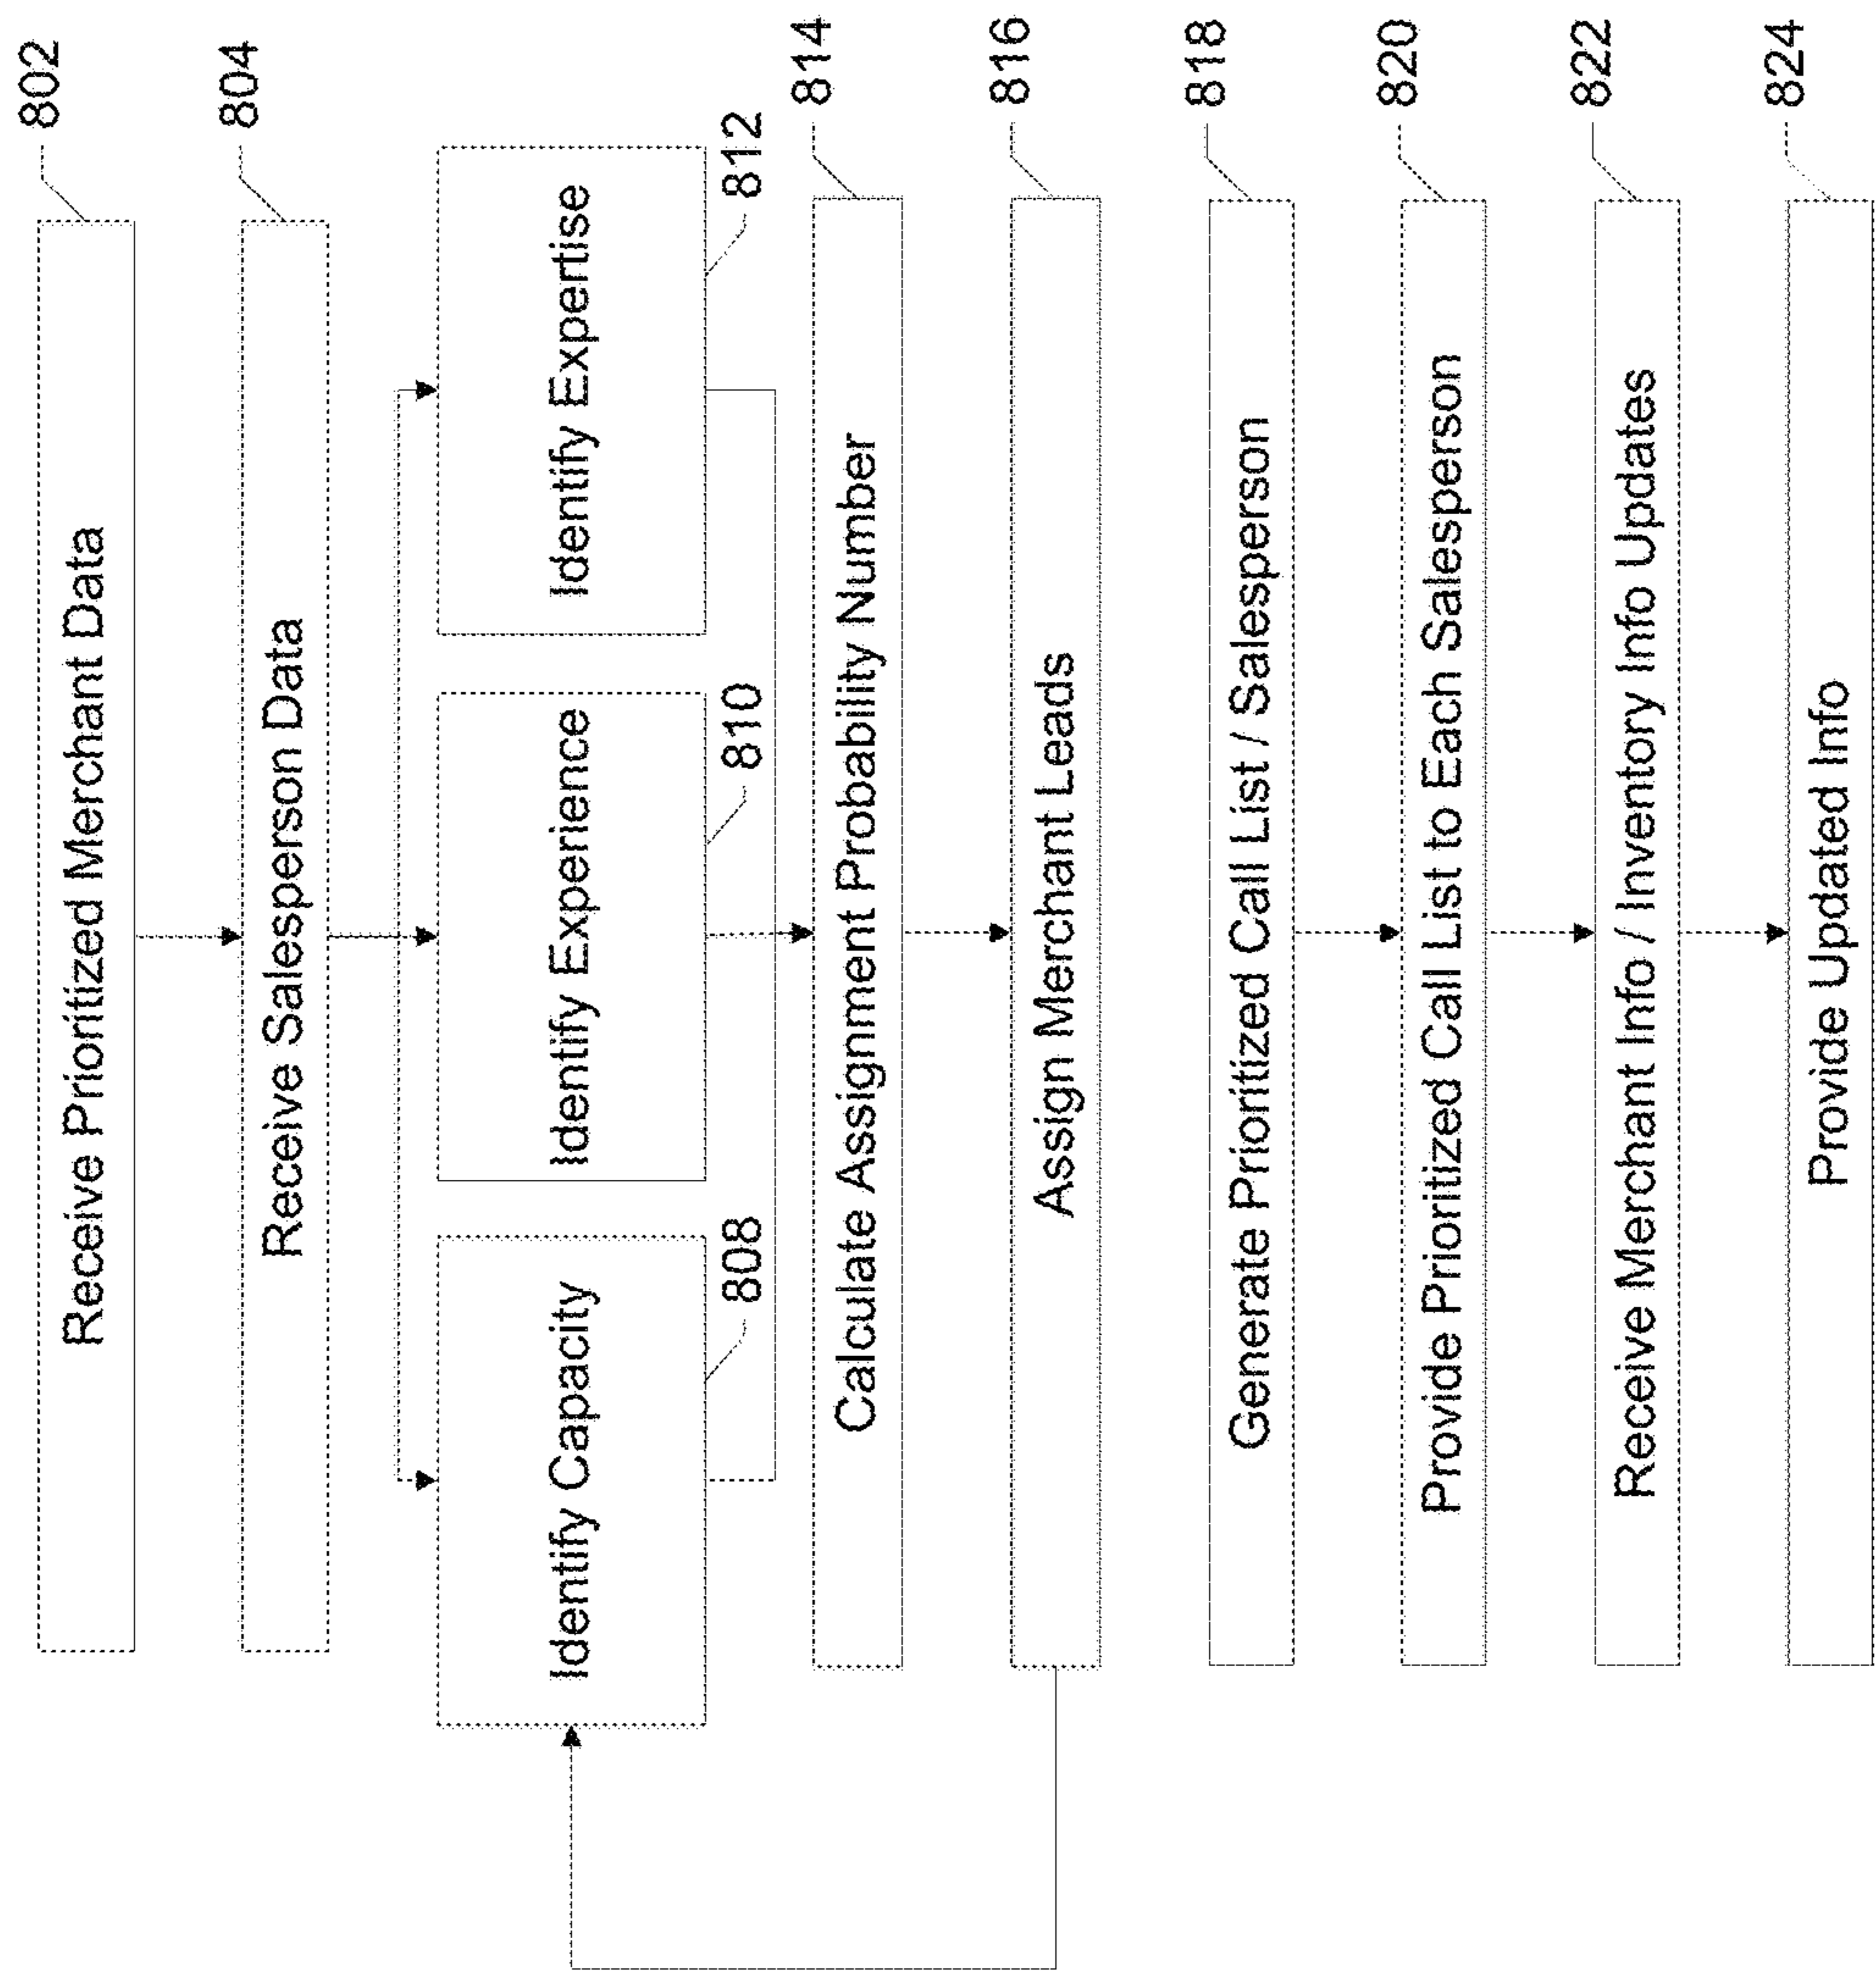 802
Receive Prioritized Merchant Data
804
Receive Salesperson Data
Identify Capacity
808
Identify Experience
810
Identify Expertise
812
814
Calculate Assignment Probability Number
816
Assign Merchant Leads
818
Generate Prioritized Call List / Salesperson
820
Provide Prioritized Call List to Each Salesperson
822
Receive Merchant Info / Inventory Info Updates
824
Provide Updated Info